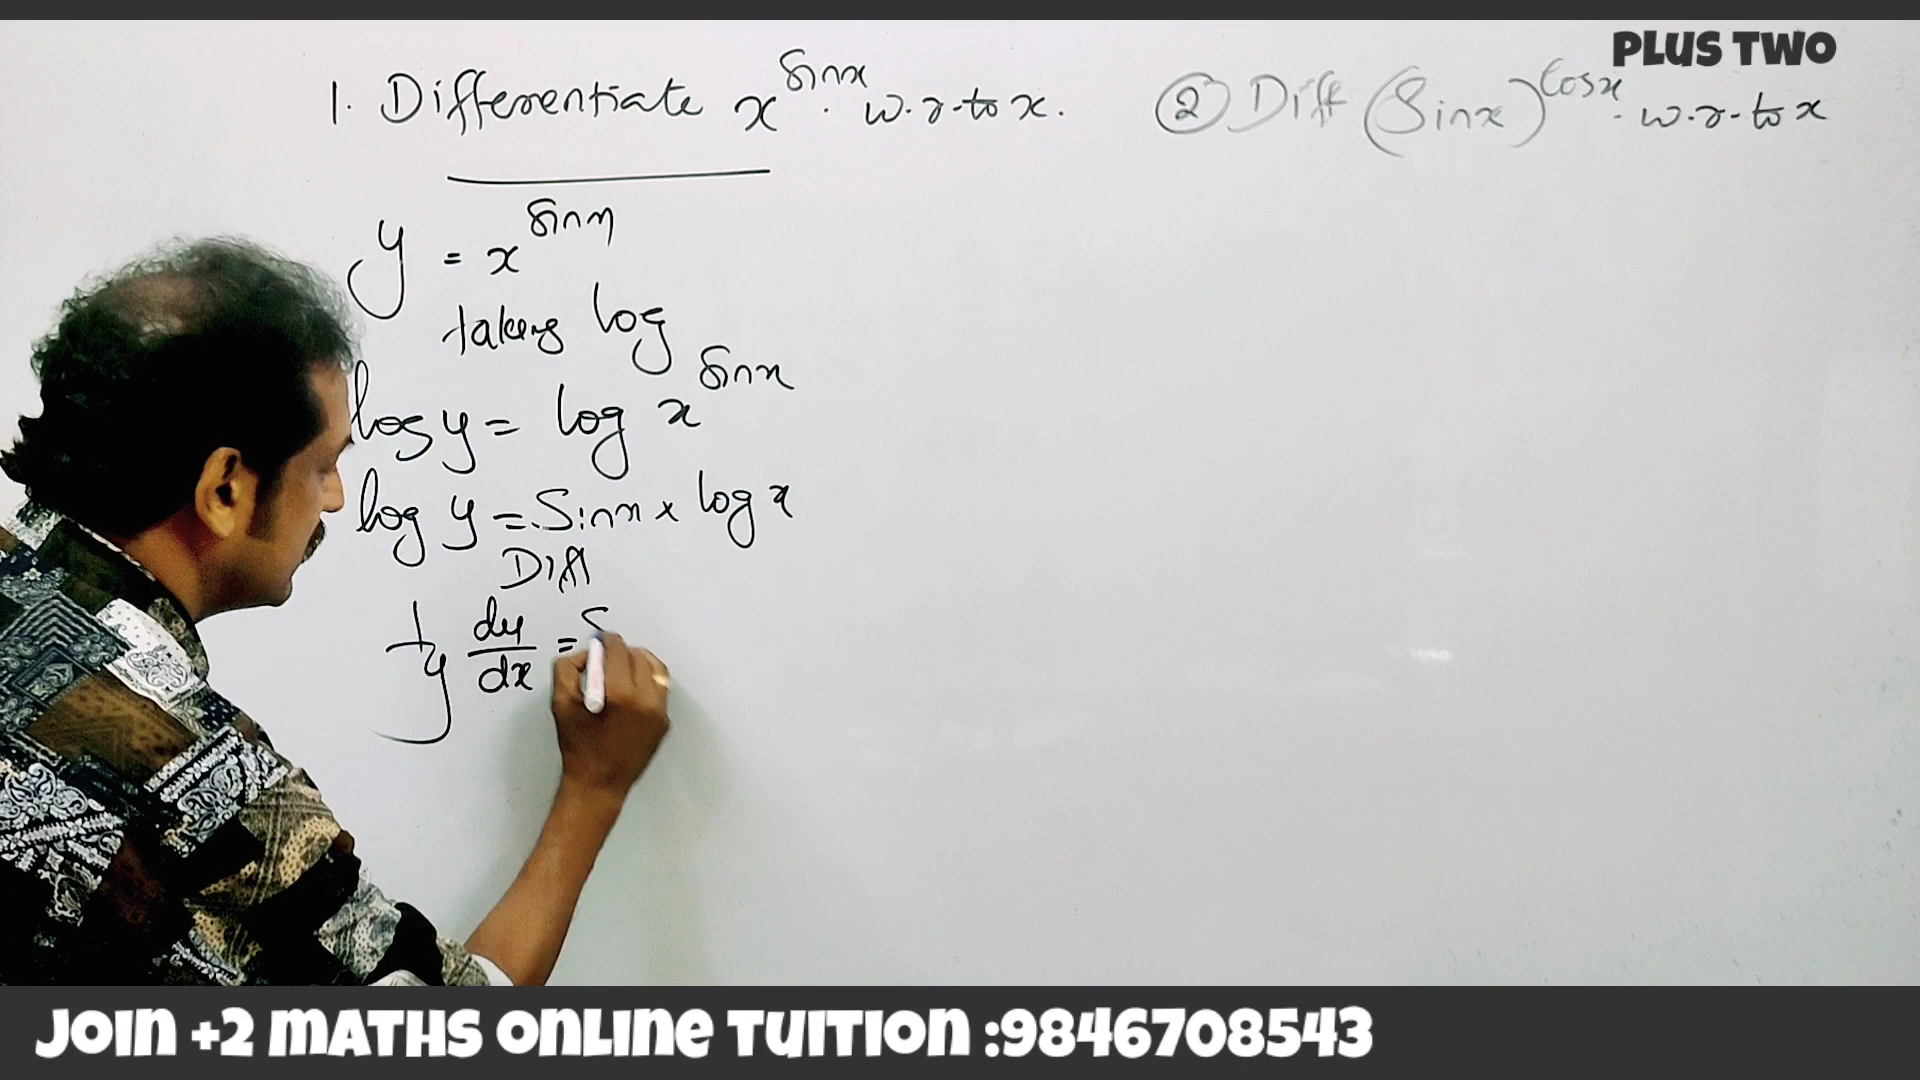 PLUS TWO
1. Differentiate x^sinx . w.r.to x.
② Diff (Sinx)^cosx . w.r.to x
y = x^sinx
taking log
log y = log x^sinx
log y = Sinx × log x
Diff
1/y dy/dx = S
JOIN +2 MATHS ONLINE TUITION :9846708543